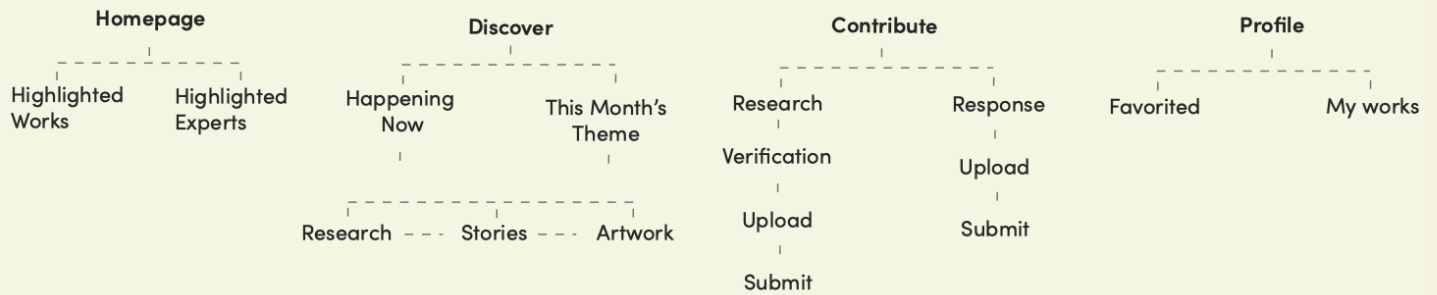 Homepage
Highlighted
Works
Highlighted
Experts
Discover
Happening
Now
This Month's
Theme
Research
Stories
Artwork
Contribute
Research
Verification
Upload
Submit
Response
Upload
Submit
Profile
Favorited
My works